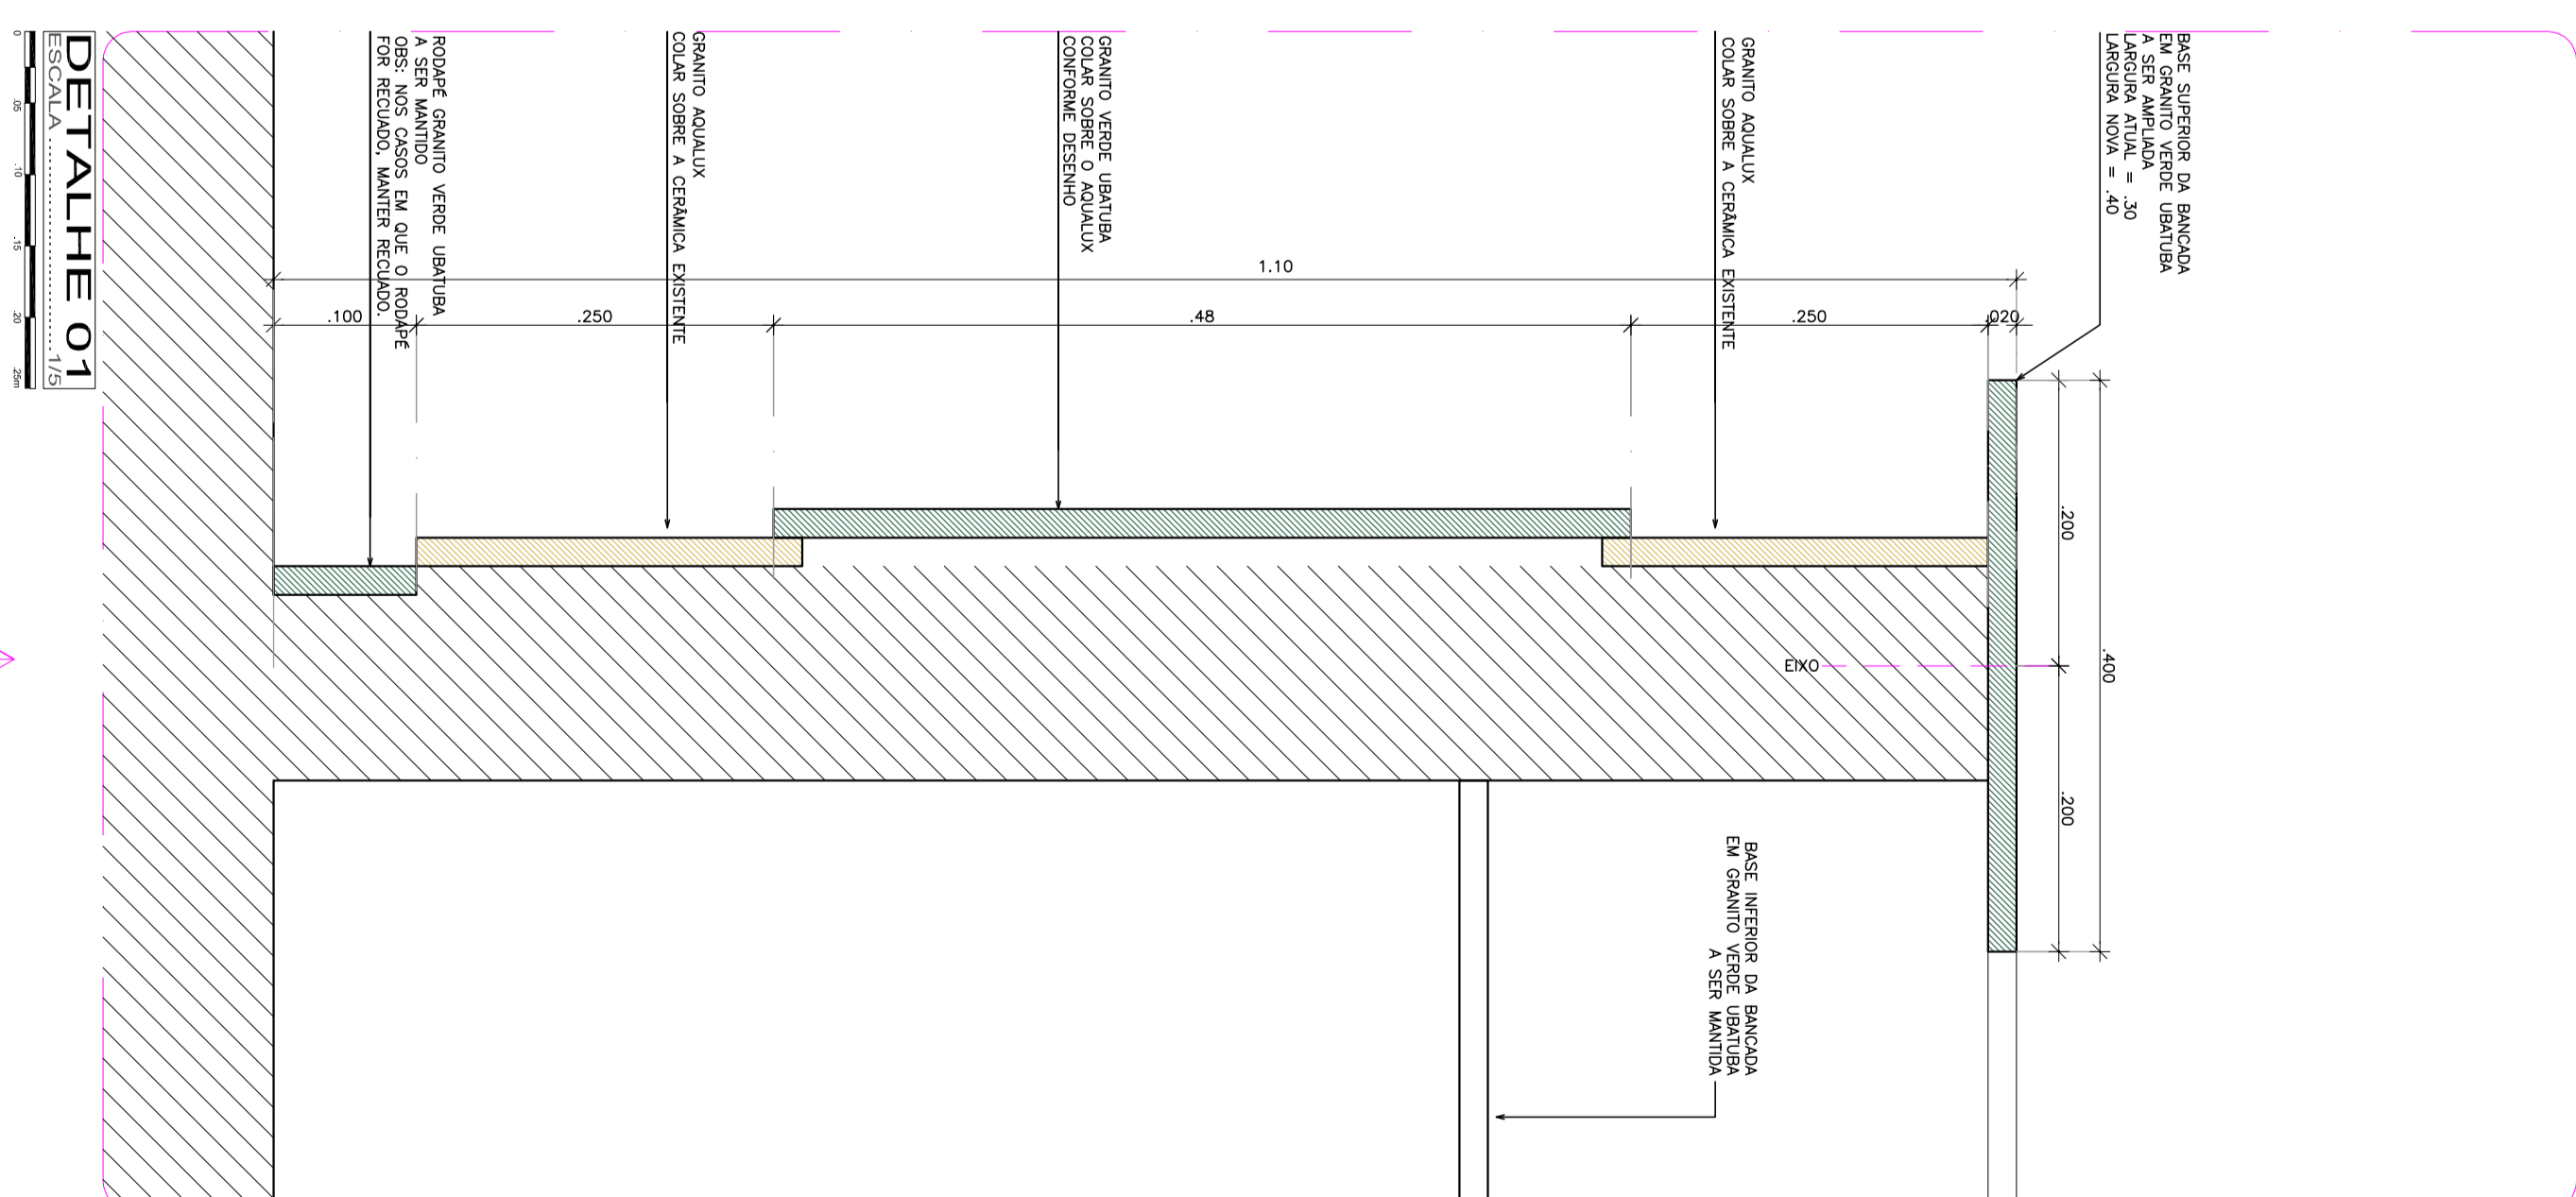 BASE SUPERIOR DA BANCADA
EM GRANITO VERDE UBATUBA
A SER AMPLIADA
LARGURA ATUAL = .30
LARGURA NOVA = .40
.400
.200
.200
.020
EIXO
GRANITO AQUALUX
COLAR SOBRE A CERÂMICA EXISTENTE
.250
BASE INFERIOR DA BANCADA
EM GRANITO VERDE UBATUBA
A SER MANTIDA
1.10
GRANITO VERDE UBATUBA
COLAR SOBRE O AQUALUX
CONFORME DESENHO
.48
GRANITO AQUALUX
COLAR SOBRE A CERÂMICA EXISTENTE
.250
RODAPÉ GRANITO VERDE UBATUBA
A SER MANTIDO
OBS: NOS CASOS EM QUE O RODAPÉ
FOR RECUADO, MANTER RECUADO.
.100
DETALHE 01
ESCALA ..............................1/5
0 .05 .10 .15 .20 .25m